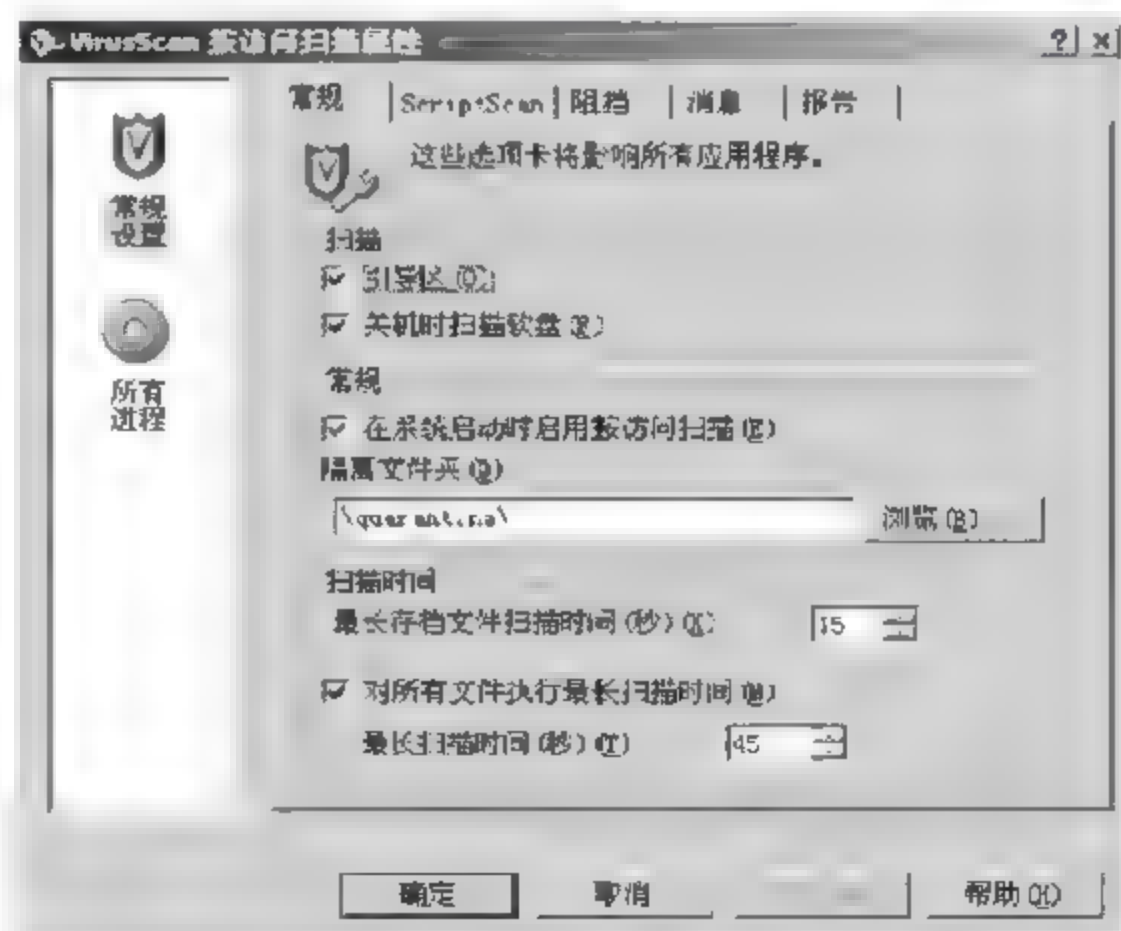 VirusScan 按访问扫描属性
常规
设置
所有
进程
常规 ScriptScan 阻挡 消息 报告
这些选项卡将影响所有应用程序。
扫描
引导区(O)
关机时扫描软盘(R)
常规
在系统启动时启用按访问扫描(E)
隔离文件夹(Q)
\quarantine\
浏览(B)
扫描时间
最长存档文件扫描时间(秒)(X) 15
对所有文件执行最长扫描时间(M)
最长扫描时间(秒)(T) 45
确定 取消 帮助(H)